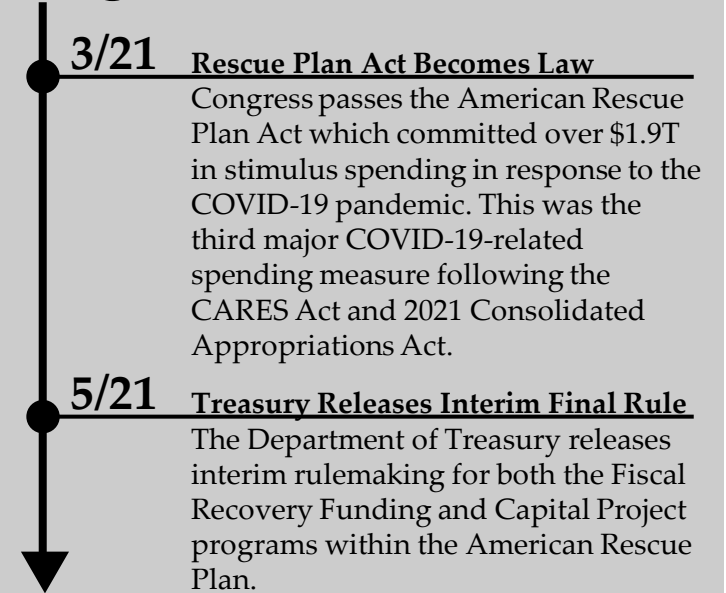 3/21 Rescue Plan Act Becomes Law
Congress passes the American Rescue
Plan Act which committed over $1.9T
in stimulus spending in response to the
COVID-19 pandemic. This was the
third major COVID-19-related
spending measure following the
CARES Act and 2021 Consolidated
Appropriations Act.
5/21 Treasury Releases Interim Final Rule
The Department of Treasury releases
interim rulemaking for both the Fiscal
Recovery Funding and Capital Project
programs within the American Rescue
Plan.